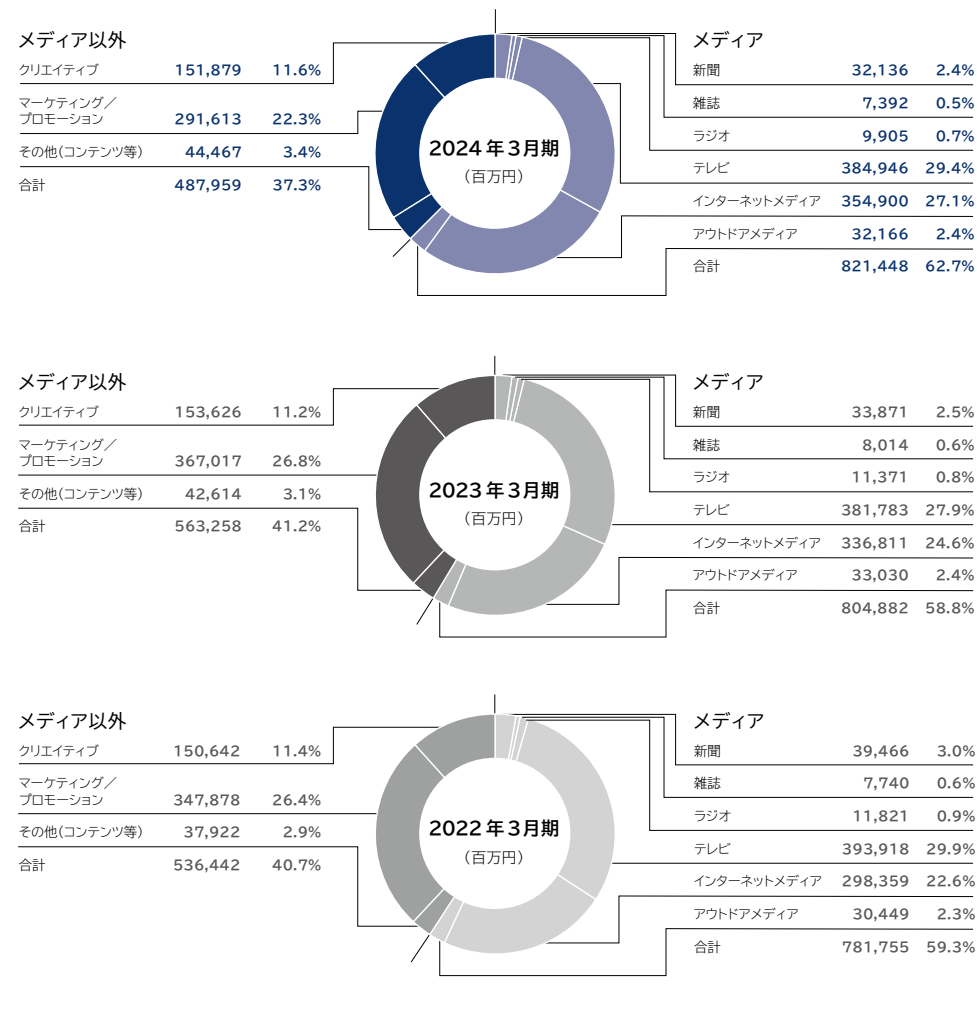 メディア以外
クリエイティブ 151,879 11.6%
マーケティング／
プロモーション 291,613 22.3%
その他(コンテンツ等) 44,467 3.4%
合計 487,959 37.3%
2024年3月期
（百万円）
メディア
新聞 32,136 2.4%
雑誌 7,392 0.5%
ラジオ 9,905 0.7%
テレビ 384,946 29.4%
インターネットメディア 354,900 27.1%
アウトドアメディア 32,166 2.4%
合計 821,448 62.7%
メディア以外
クリエイティブ 153,626 11.2%
マーケティング／
プロモーション 367,017 26.8%
その他(コンテンツ等) 42,614 3.1%
合計 563,258 41.2%
2023年3月期
（百万円）
メディア
新聞 33,871 2.5%
雑誌 8,014 0.6%
ラジオ 11,371 0.8%
テレビ 381,783 27.9%
インターネットメディア 336,811 24.6%
アウトドアメディア 33,030 2.4%
合計 804,882 58.8%
メディア以外
クリエイティブ 150,642 11.4%
マーケティング／
プロモーション 347,878 26.4%
その他(コンテンツ等) 37,922 2.9%
合計 536,442 40.7%
2022年3月期
（百万円）
メディア
新聞 39,466 3.0%
雑誌 7,740 0.6%
ラジオ 11,821 0.9%
テレビ 393,918 29.9%
インターネットメディア 298,359 22.6%
アウトドアメディア 30,449 2.3%
合計 781,755 59.3%